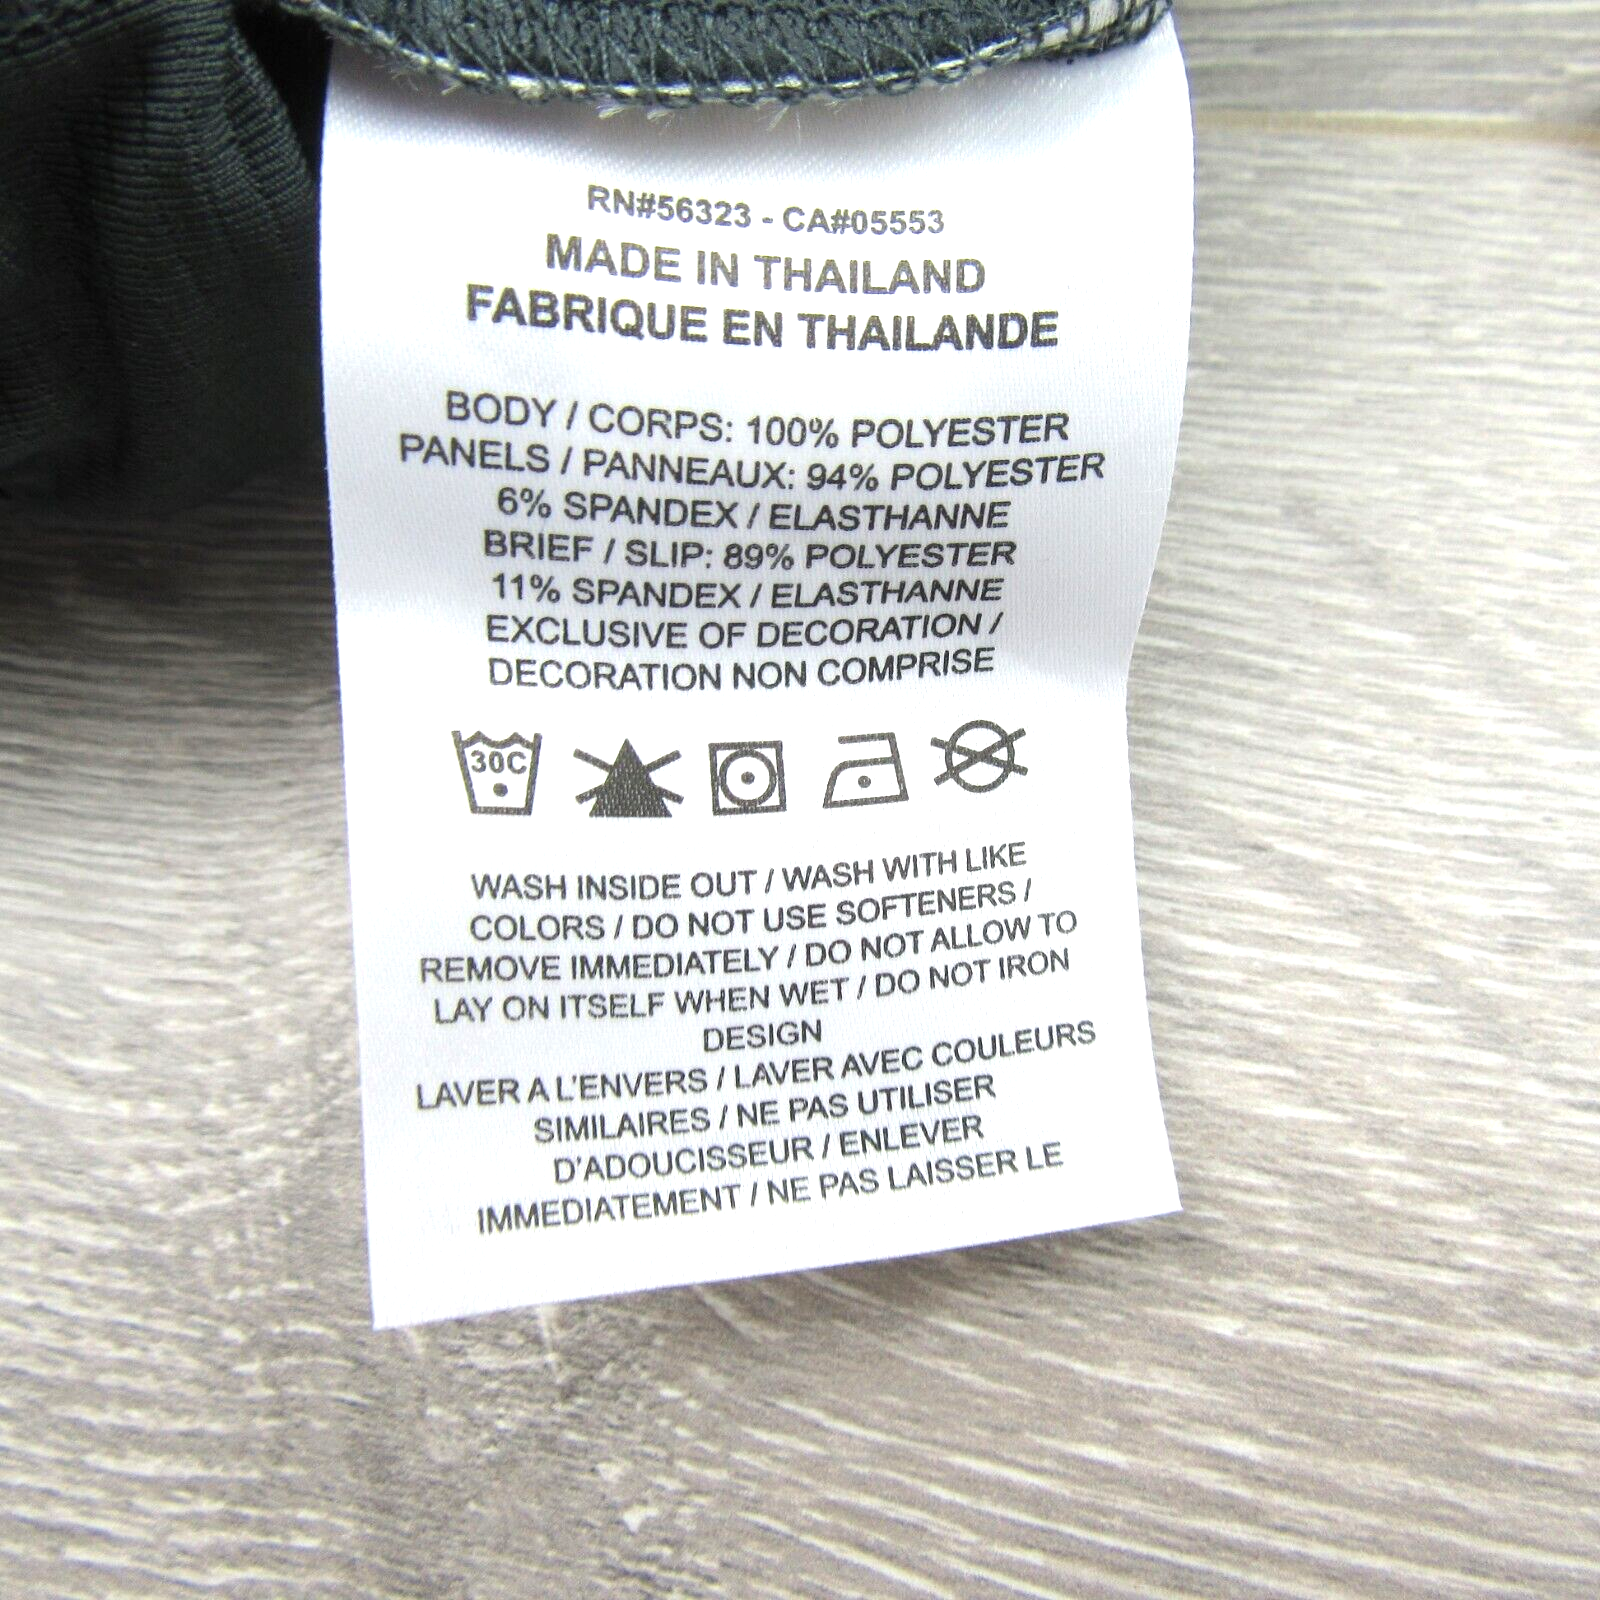 RN#56323 - CA#05553
MADE IN THAILAND
FABRIQUE EN THAILANDE
BODY / CORPS: 100% POLYESTER
PANELS / PANNEAUX: 94% POLYESTER
6% SPANDEX / ELASTHANNE
BRIEF / SLIP: 89% POLYESTER
11% SPANDEX / ELASTHANNE
EXCLUSIVE OF DECORATION /
DECORATION NON COMPRISE
30C
WASH INSIDE OUT / WASH WITH LIKE
COLORS / DO NOT USE SOFTENERS /
REMOVE IMMEDIATELY / DO NOT ALLOW TO
LAY ON ITSELF WHEN WET / DO NOT IRON
DESIGN
LAVER A L'ENVERS / LAVER AVEC COULEURS
SIMILAIRES / NE PAS UTILISER
D'ADOUCISSEUR / ENLEVER
IMMEDIATEMENT / NE PAS LAISSER LE